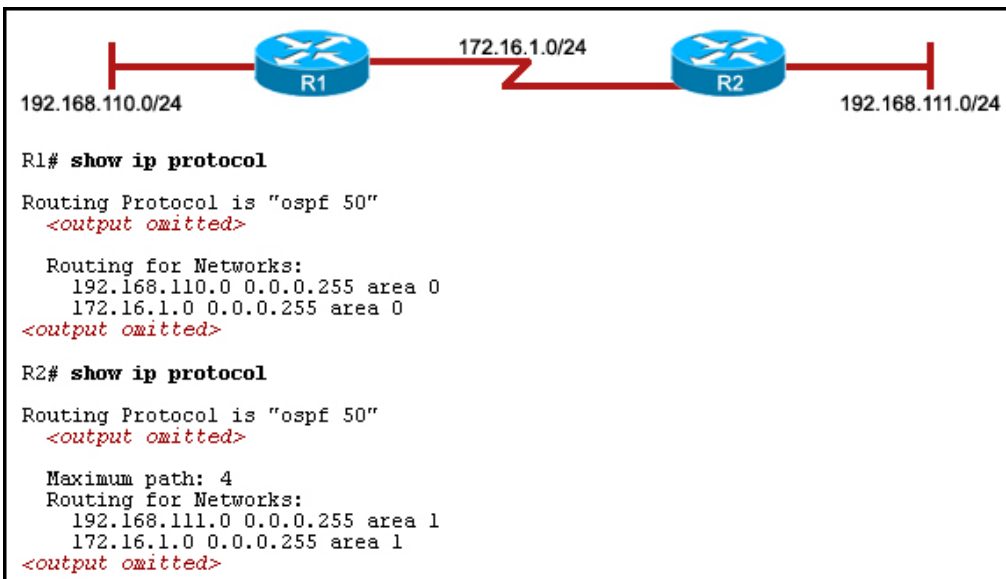 172.16.1.0/24
R1
R2
192.168.110.0/24
192.168.111.0/24
R1# show ip protocol
Routing Protocol is "ospf 50"
<output omitted>
Routing for Networks:
192.168.110.0 0.0.0.255 area 0
172.16.1.0 0.0.0.255 area 0
<output omitted>
R2# show ip protocol
Routing Protocol is "ospf 50"
<output omitted>
Maximum path: 4
Routing for Networks:
192.168.111.0 0.0.0.255 area 1
172.16.1.0 0.0.0.255 area 1
<output omitted>